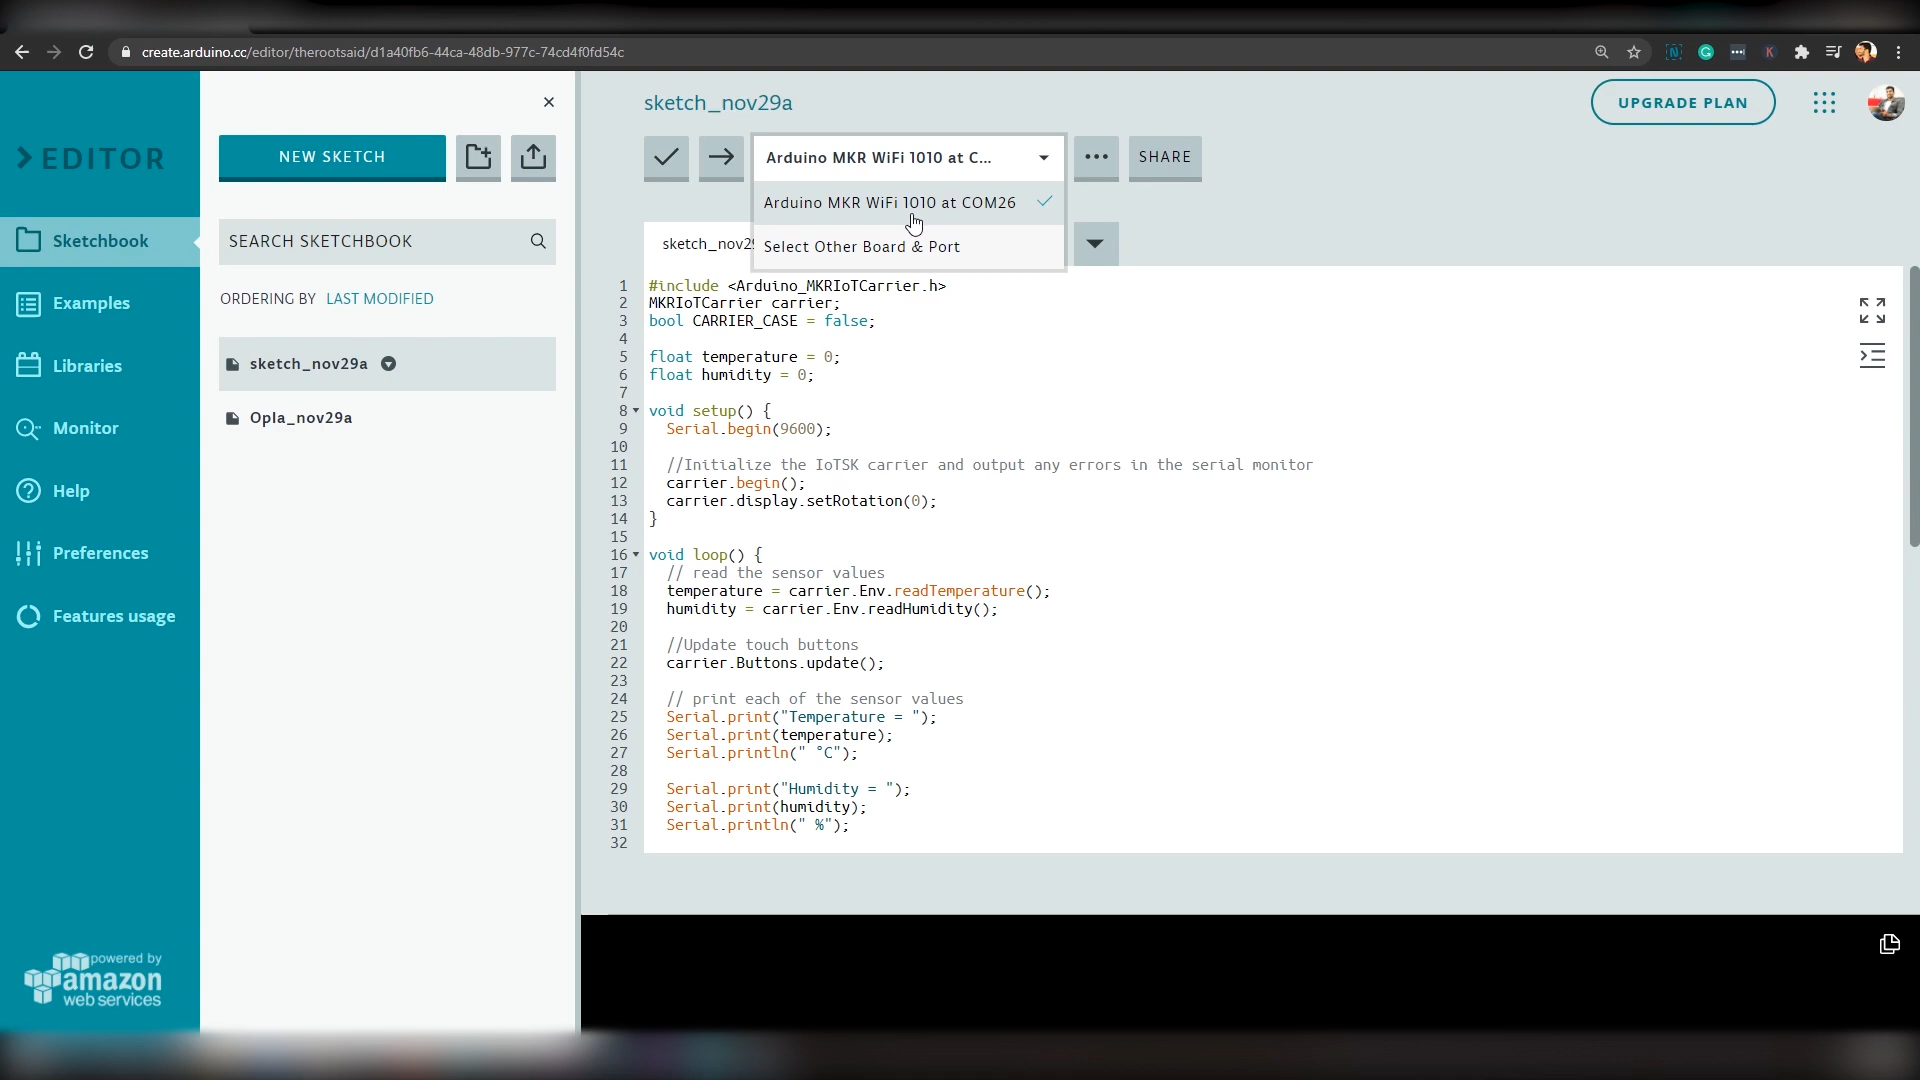 create.arduino.cc/editor/therootsaid/d1a40fb6-44ca-48db-977c-74cd4f0fd54c
EDITOR
Sketchbook
Examples
Libraries
Monitor
Help
Preferences
Features usage
powered by
amazon
web services
NEW SKETCH
SEARCH SKETCHBOOK
ORDERING BY LAST MODIFIED
sketch_nov29a
Opla_nov29a
sketch_nov29a
UPGRADE PLAN
Arduino MKR WiFi 1010 at C...
SHARE
Arduino MKR WiFi 1010 at COM26
Select Other Board & Port
sketch_nov29
1 #include <Arduino_MKRIoTCarrier.h>
2 MKRIoTCarrier carrier;
3 bool CARRIER_CASE = false;
4
5 float temperature = 0;
6 float humidity = 0;
7
8 void setup() {
9 Serial.begin(9600);
10
11 //Initialize the IoTSK carrier and output any errors in the serial monitor
12 carrier.begin();
13 carrier.display.setRotation(0);
14 }
15
16 void loop() {
17 // read the sensor values
18 temperature = carrier.Env.readTemperature();
19 humidity = carrier.Env.readHumidity();
20
21 //Update touch buttons
22 carrier.Buttons.update();
23
24 // print each of the sensor values
25 Serial.print("Temperature = ");
26 Serial.print(temperature);
27 Serial.println(" °C");
28
29 Serial.print("Humidity = ");
30 Serial.print(humidity);
31 Serial.println(" %");
32